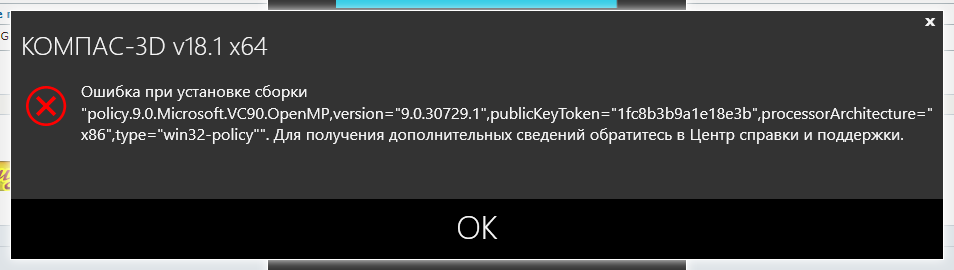 x
КОМПАС-3D v18.1 x64
Ошибка при установке сборки
"policy.9.0.Microsoft.VC90.OpenMP,version="9.0.30729.1",publicKeyToken="1fc8b3b9a1e18e3b",processorArchitecture="
x86",type="win32-policy"". Для получения дополнительных сведений обратитесь в Центр справки и поддержки.
OK